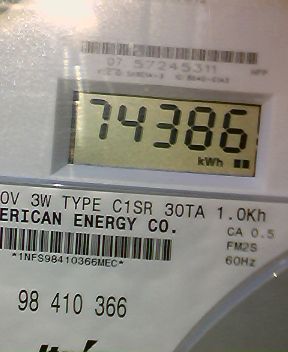 07 57245311
74386
kWh
0V 3W TYPE C1SR 30TA 1.0Kh
ERICAN ENERGY CO.
CA 0.5
FM2S
*1NFS98410366MEC*
60Hz
98 410 366